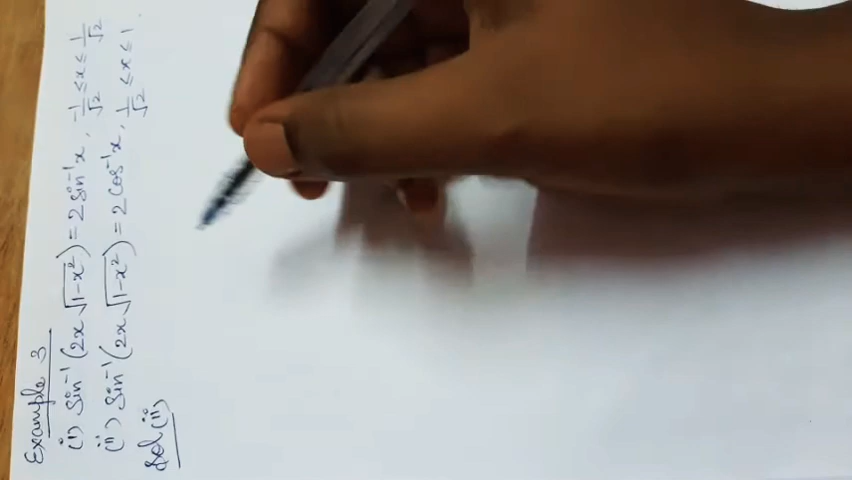 Example 3
(i) Sin⁻¹(2x√(1-x²)) = 2 Sin⁻¹x, -1/√2 ≤ x ≤ 1/√2
(ii) Sin⁻¹(2x√(1-x²)) = 2 Cos⁻¹x, 1/√2 ≤ x ≤ 1.
Sol (ii)